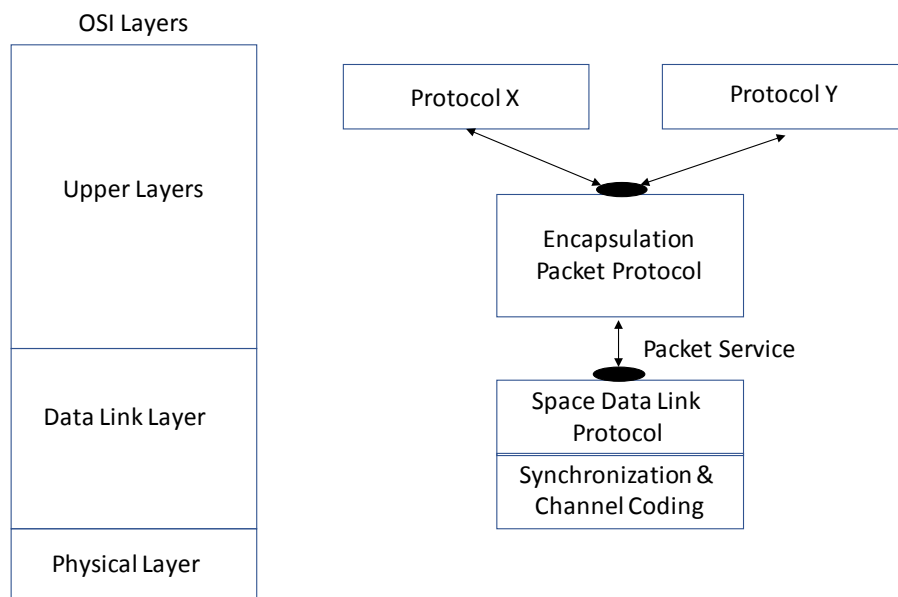 OSI Layers
Upper Layers
Data Link Layer
Physical Layer
Protocol X
Protocol Y
Encapsulation
Packet Protocol
Packet Service
Space Data Link
Protocol
Synchronization &
Channel Coding